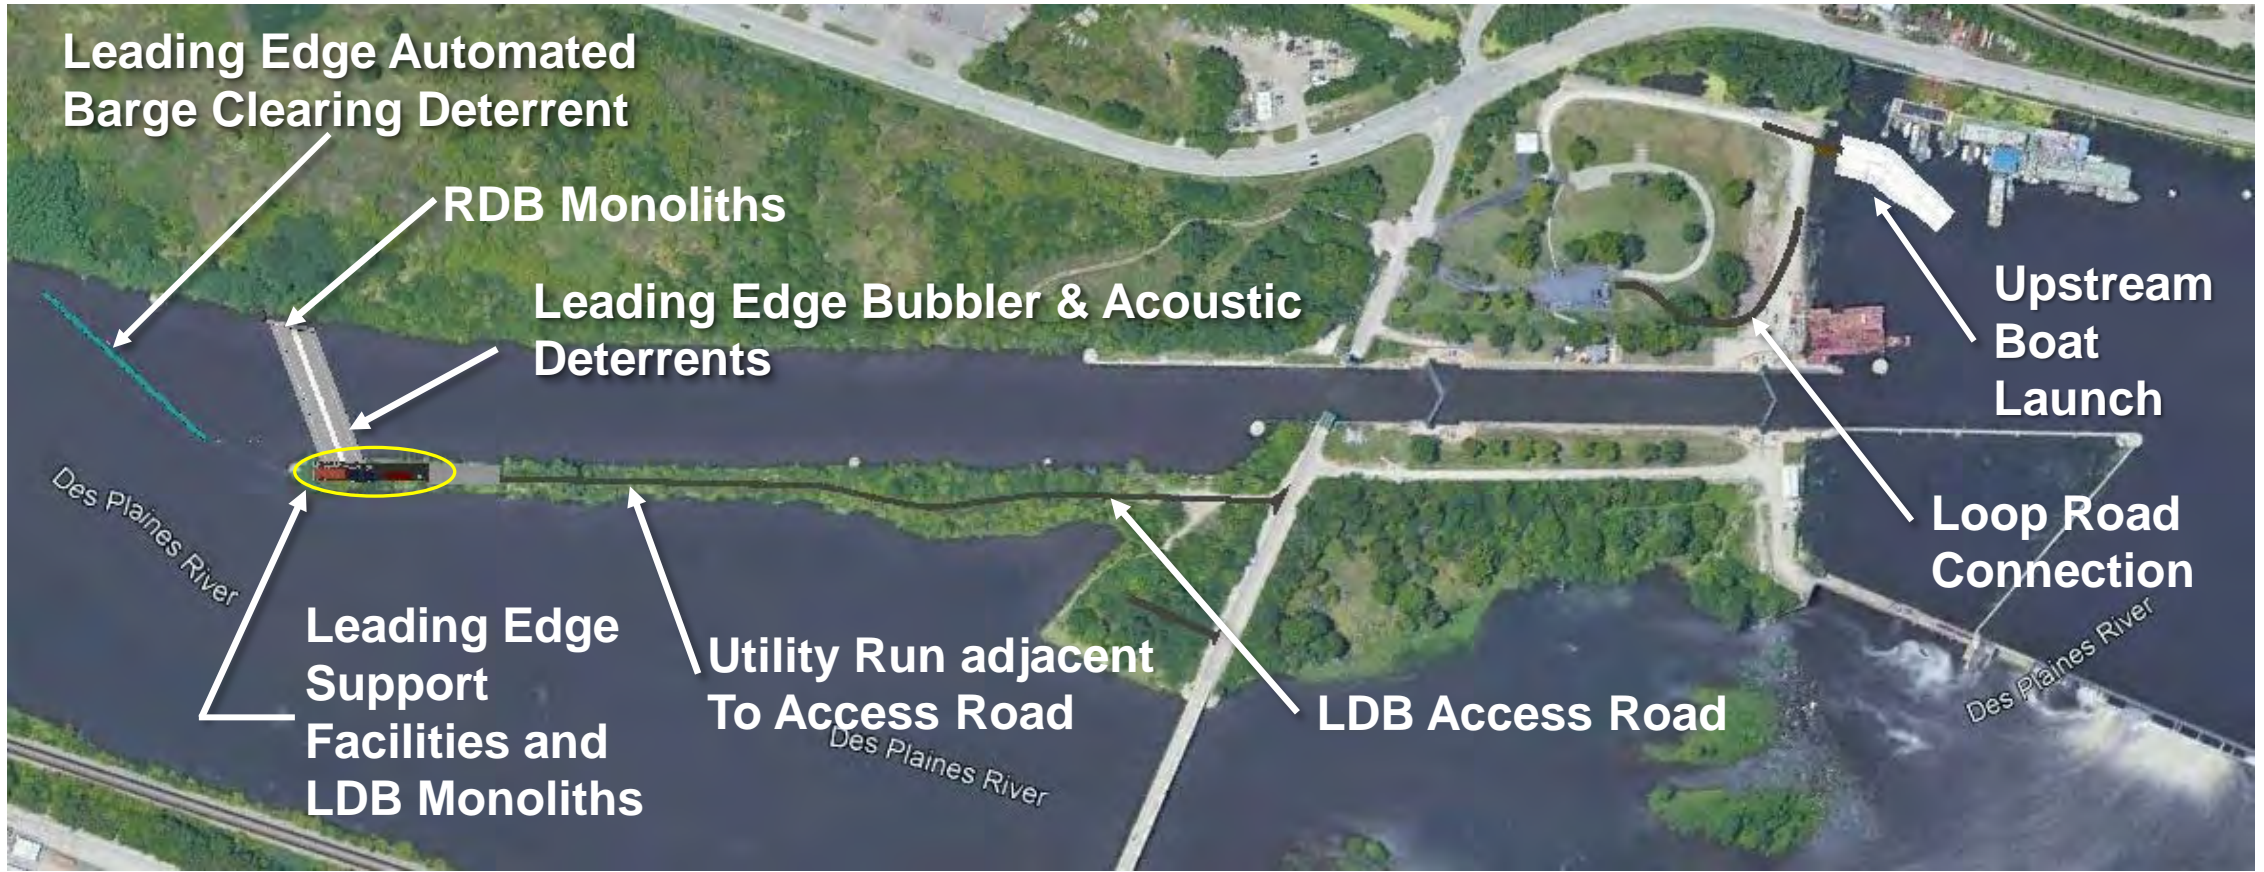 Leading Edge Automated
Barge Clearing Deterrent
RDB Monoliths
Leading Edge Bubbler & Acoustic
Deterrents
Upstream
Boat
Launch
Loop Road
Connection
Des Plaines River
Leading Edge
Support
Facilities and
LDB Monoliths
Utility Run adjacent
To Access Road
LDB Access Road
Des Plaines River
Des Plaines River